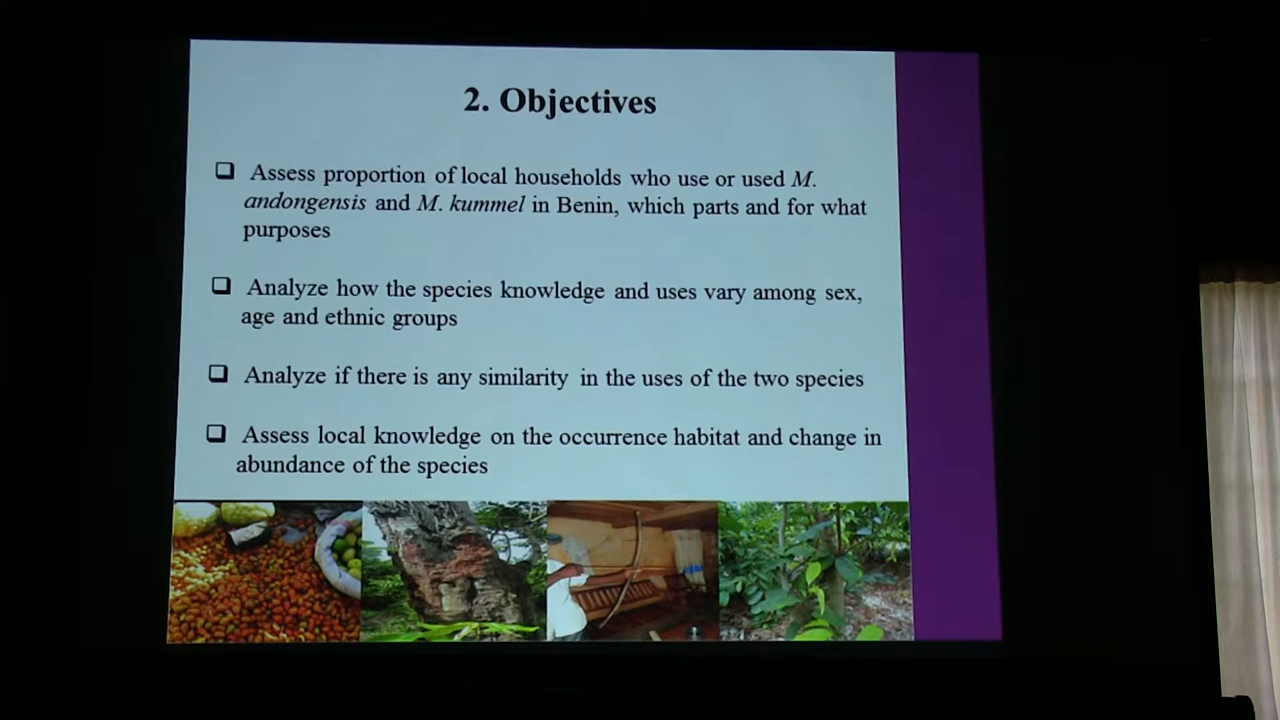 2. Objectives
❑ Assess proportion of local households who use or used M.
andongensis and M. kummel in Benin, which parts and for what
purposes
❑ Analyze how the species knowledge and uses vary among sex,
age and ethnic groups
❑ Analyze if there is any similarity in the uses of the two species
❑ Assess local knowledge on the occurrence habitat and change in
abundance of the species